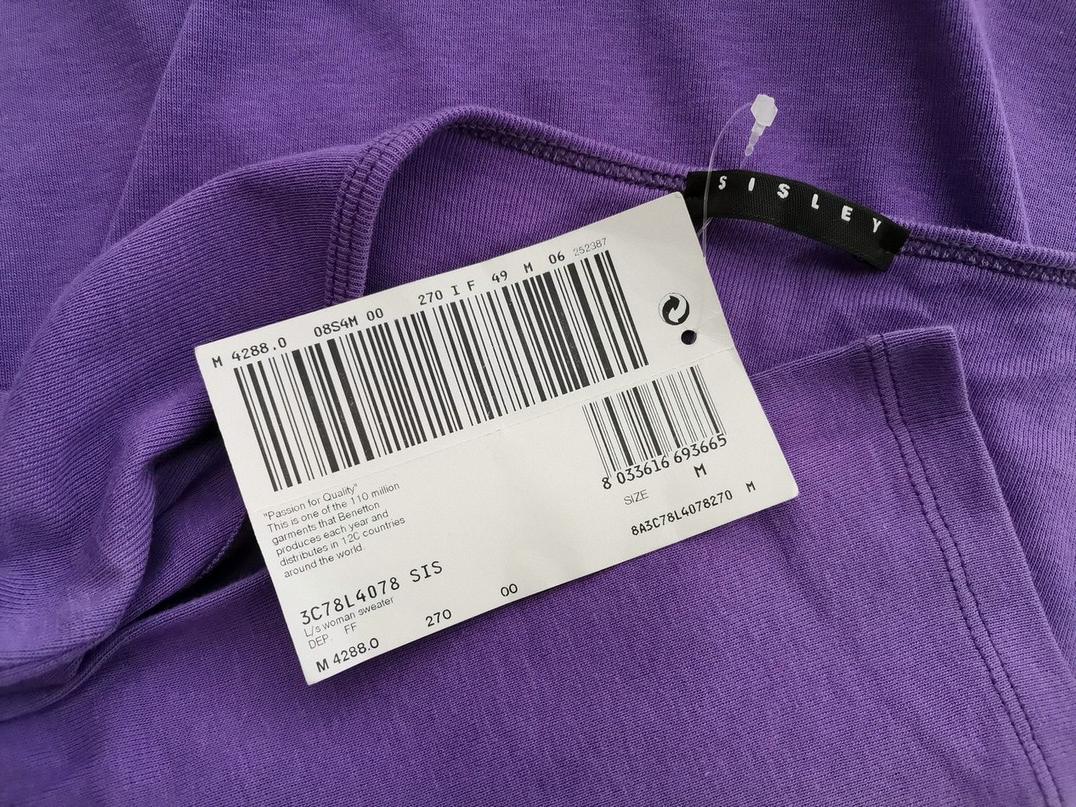 SISLEY
M 4288.0 08S4M 00 270 I F 49 M 06 252387
8 033616 693665
SIZE M
8A3C78L4078270 M
"Passion for Quality"
This is one of the 110 million
garments that Benetton
produces each year and
distributes in 12C countries
around the world.
3C78L4078 SIS
L/s woman sweater
DEP. FF
M 4288.0 270 00